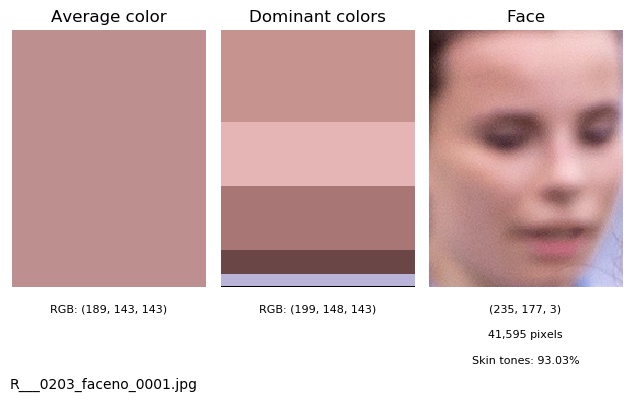 Average color
Dominant colors
Face
RGB: (189, 143, 143)
RGB: (199, 148, 143)
(235, 177, 3)
41,595 pixels
Skin tones: 93.03%
R___0203_faceno_0001.jpg